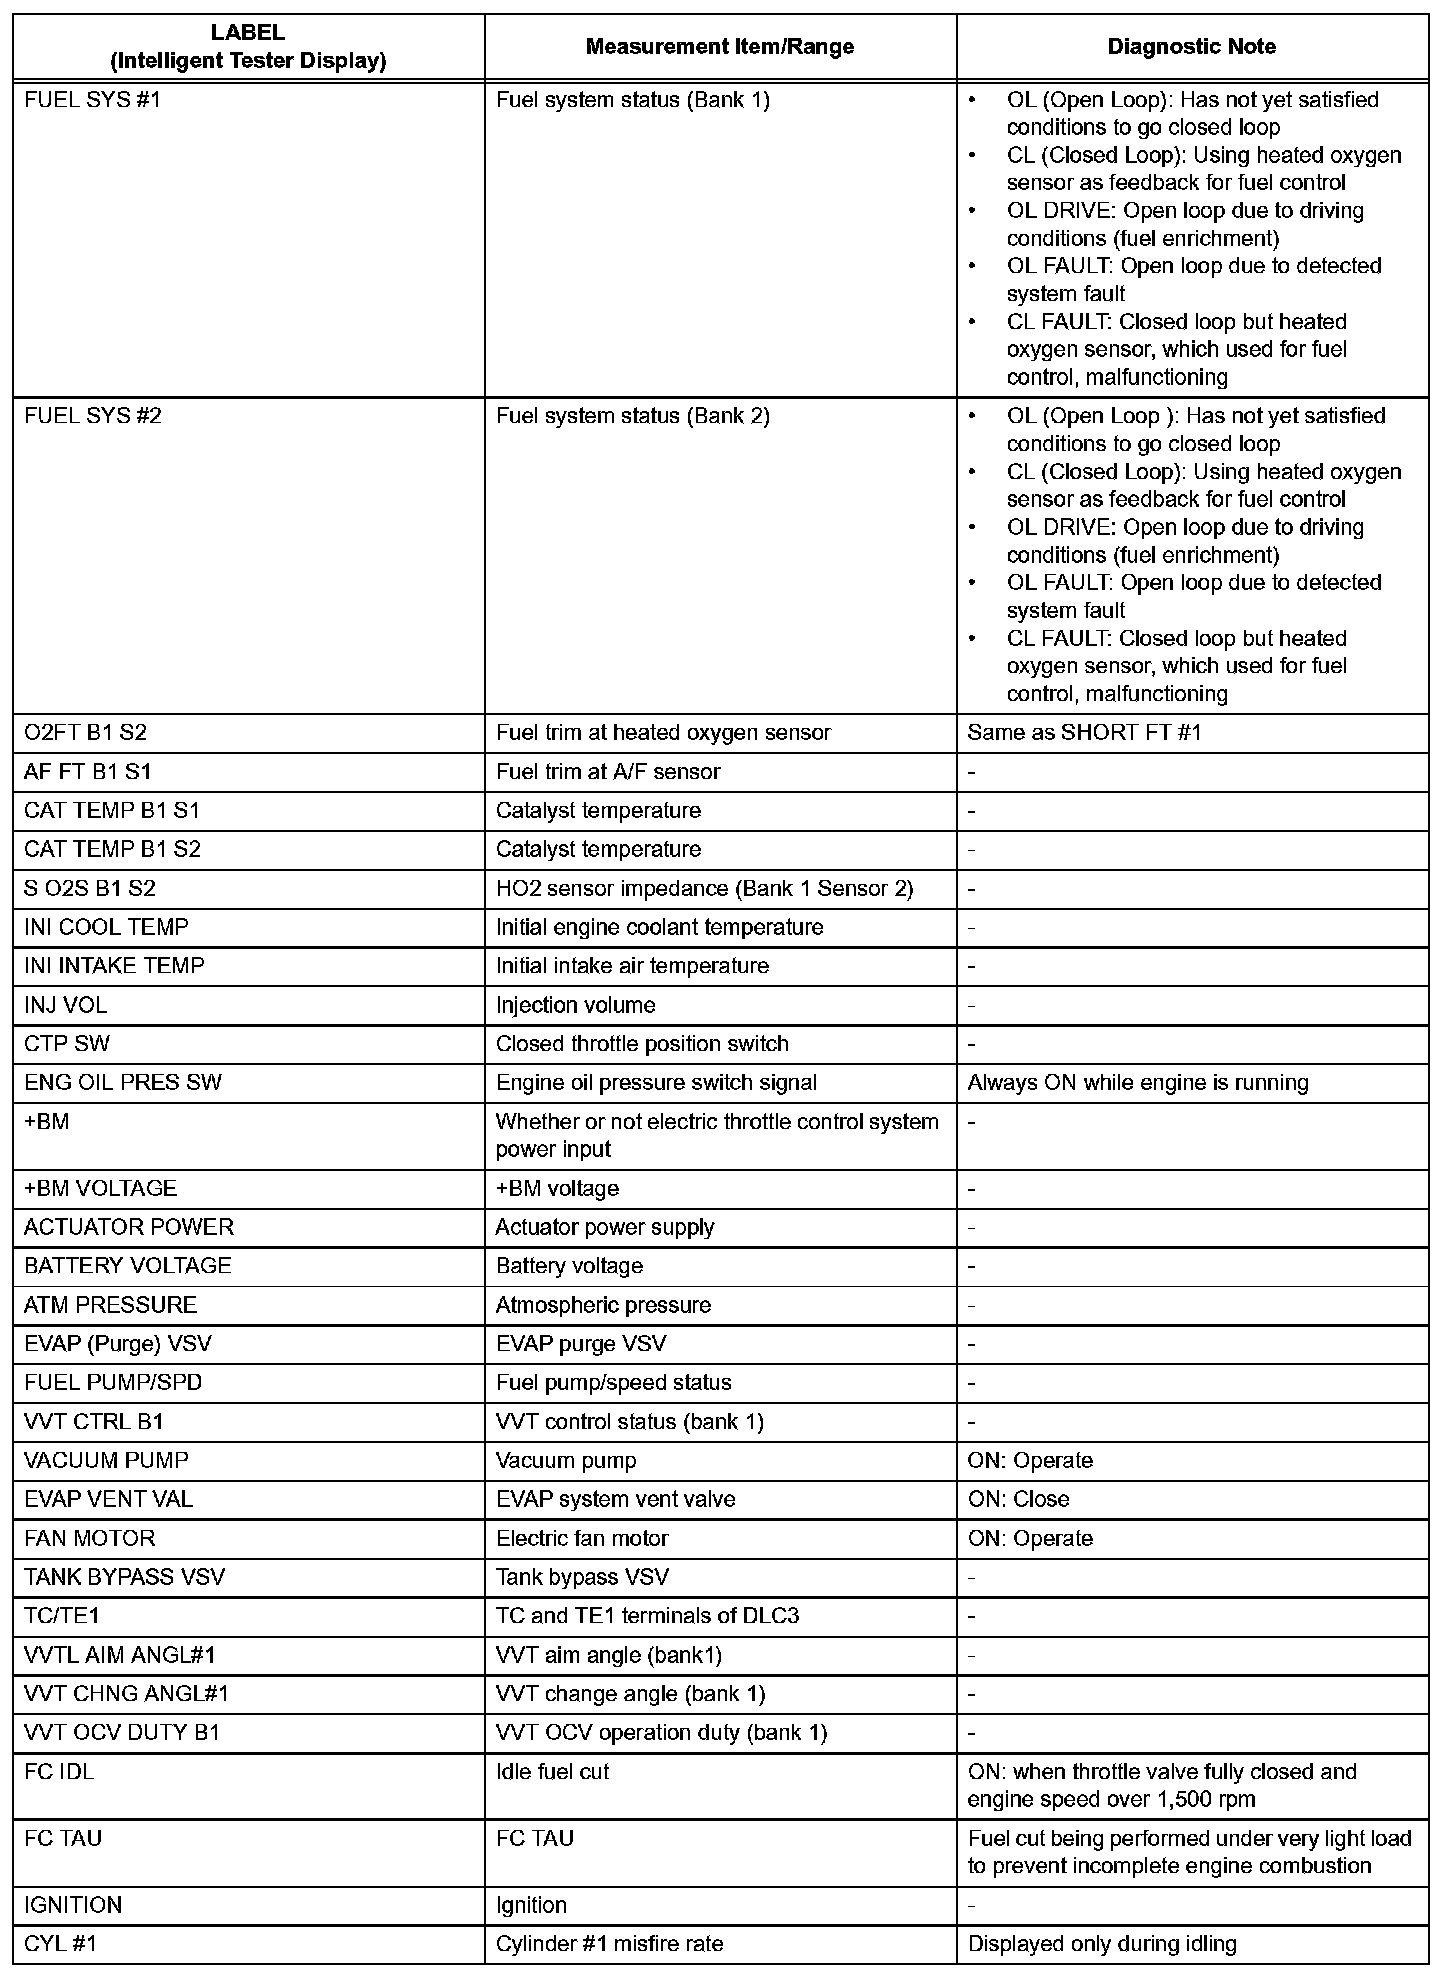 LABEL
(Intelligent Tester Display)
Measurement Item/Range
Diagnostic Note
FUEL SYS #1
Fuel system status (Bank 1)
• OL (Open Loop): Has not yet satisfied
conditions to go closed loop
• CL (Closed Loop): Using heated oxygen
sensor as feedback for fuel control
• OL DRIVE: Open loop due to driving
conditions (fuel enrichment)
• OL FAULT: Open loop due to detected
system fault
• CL FAULT: Closed loop but heated
oxygen sensor, which used for fuel
control, malfunctioning
FUEL SYS #2
Fuel system status (Bank 2)
• OL (Open Loop ): Has not yet satisfied
conditions to go closed loop
• CL (Closed Loop): Using heated oxygen
sensor as feedback for fuel control
• OL DRIVE: Open loop due to driving
conditions (fuel enrichment)
• OL FAULT: Open loop due to detected
system fault
• CL FAULT: Closed loop but heated
oxygen sensor, which used for fuel
control, malfunctioning
O2FT B1 S2
Fuel trim at heated oxygen sensor
Same as SHORT FT #1
AF FT B1 S1
Fuel trim at A/F sensor
-
CAT TEMP B1 S1
Catalyst temperature
-
CAT TEMP B1 S2
Catalyst temperature
-
S O2S B1 S2
HO2 sensor impedance (Bank 1 Sensor 2)
-
INI COOL TEMP
Initial engine coolant temperature
-
INI INTAKE TEMP
Initial intake air temperature
-
INJ VOL
Injection volume
-
CTP SW
Closed throttle position switch
-
ENG OIL PRES SW
Engine oil pressure switch signal
Always ON while engine is running
+BM
Whether or not electric throttle control system
power input
-
+BM VOLTAGE
+BM voltage
-
ACTUATOR POWER
Actuator power supply
-
BATTERY VOLTAGE
Battery voltage
-
ATM PRESSURE
Atmospheric pressure
-
EVAP (Purge) VSV
EVAP purge VSV
-
FUEL PUMP/SPD
Fuel pump/speed status
-
VVT CTRL B1
VVT control status (bank 1)
-
VACUUM PUMP
Vacuum pump
ON: Operate
EVAP VENT VAL
EVAP system vent valve
ON: Close
FAN MOTOR
Electric fan motor
ON: Operate
TANK BYPASS VSV
Tank bypass VSV
-
TC/TE1
TC and TE1 terminals of DLC3
-
VVTL AIM ANGL#1
VVT aim angle (bank1)
-
VVT CHNG ANGL#1
VVT change angle (bank 1)
-
VVT OCV DUTY B1
VVT OCV operation duty (bank 1)
-
FC IDL
Idle fuel cut
ON: when throttle valve fully closed and
engine speed over 1,500 rpm
FC TAU
FC TAU
Fuel cut being performed under very light load
to prevent incomplete engine combustion
IGNITION
Ignition
-
CYL #1
Cylinder #1 misfire rate
Displayed only during idling